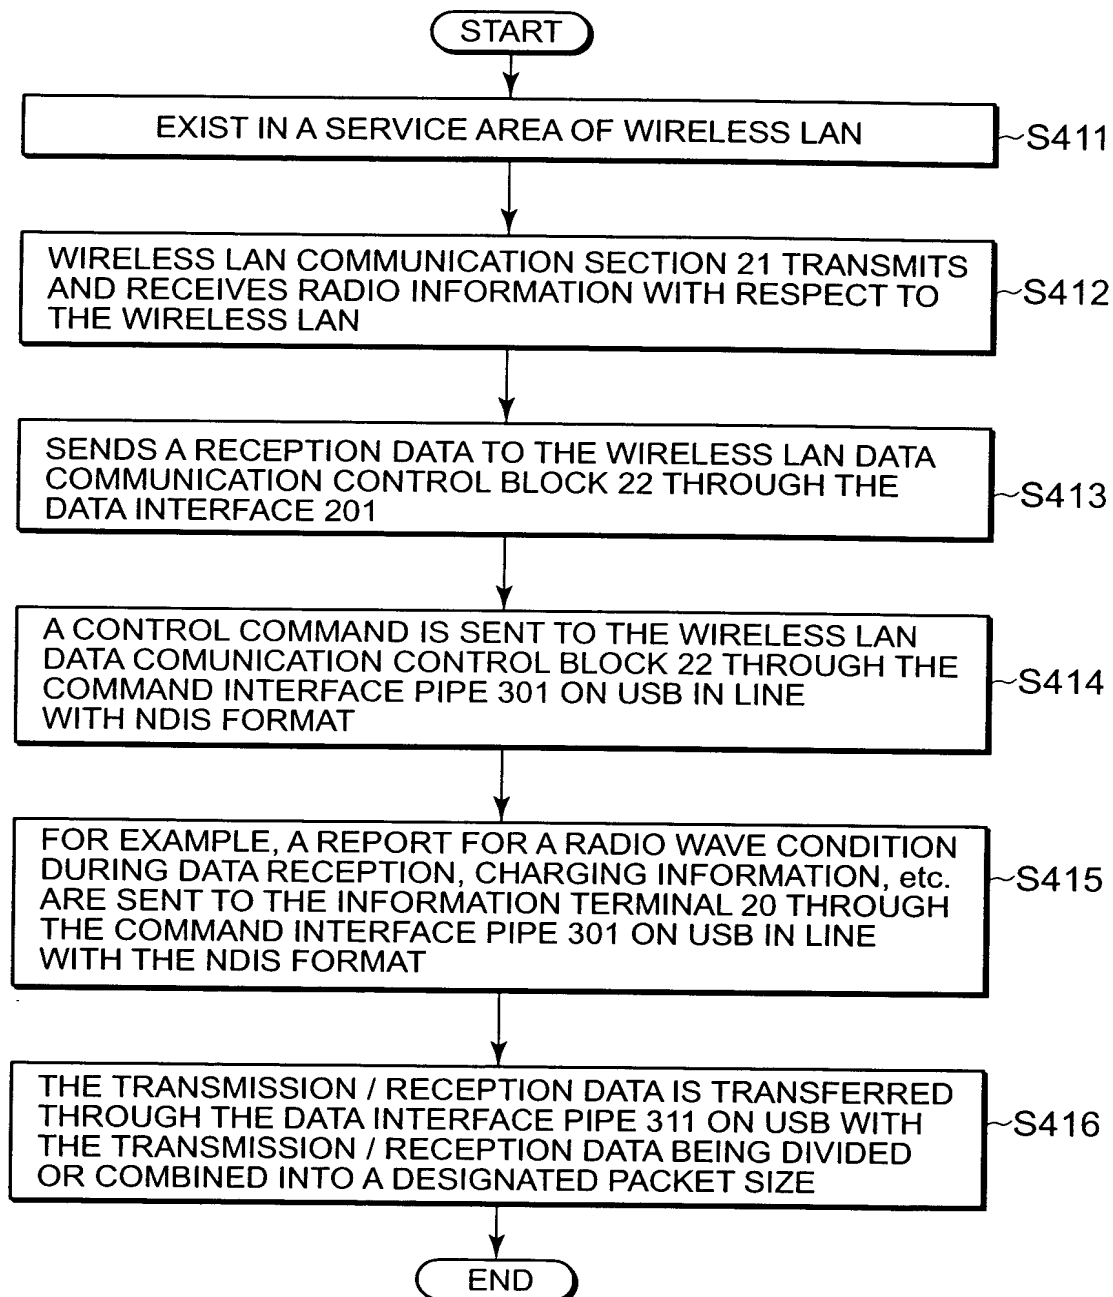 START
EXIST IN A SERVICE AREA OF WIRELESS LAN
S411
WIRELESS LAN COMMUNICATION SECTION 21 TRANSMITS
AND RECEIVES RADIO INFORMATION WITH RESPECT TO
THE WIRELESS LAN
S412
SENDS A RECEPTION DATA TO THE WIRELESS LAN DATA
COMMUNICATION CONTROL BLOCK 22 THROUGH THE
DATA INTERFACE 201
S413
A CONTROL COMMAND IS SENT TO THE WIRELESS LAN
DATA COMUNICATION CONTROL BLOCK 22 THROUGH THE
COMMAND INTERFACE PIPE 301 ON USB IN LINE
WITH NDIS FORMAT
S414
FOR EXAMPLE, A REPORT FOR A RADIO WAVE CONDITION
DURING DATA RECEPTION, CHARGING INFORMATION, etc.
ARE SENT TO THE INFORMATION TERMINAL 20 THROUGH
THE COMMAND INTERFACE PIPE 301 ON USB IN LINE
WITH THE NDIS FORMAT
S415
THE TRANSMISSION / RECEPTION DATA IS TRANSFERRED
THROUGH THE DATA INTERFACE PIPE 311 ON USB WITH
THE TRANSMISSION / RECEPTION DATA BEING DIVIDED
OR COMBINED INTO A DESIGNATED PACKET SIZE
S416
END